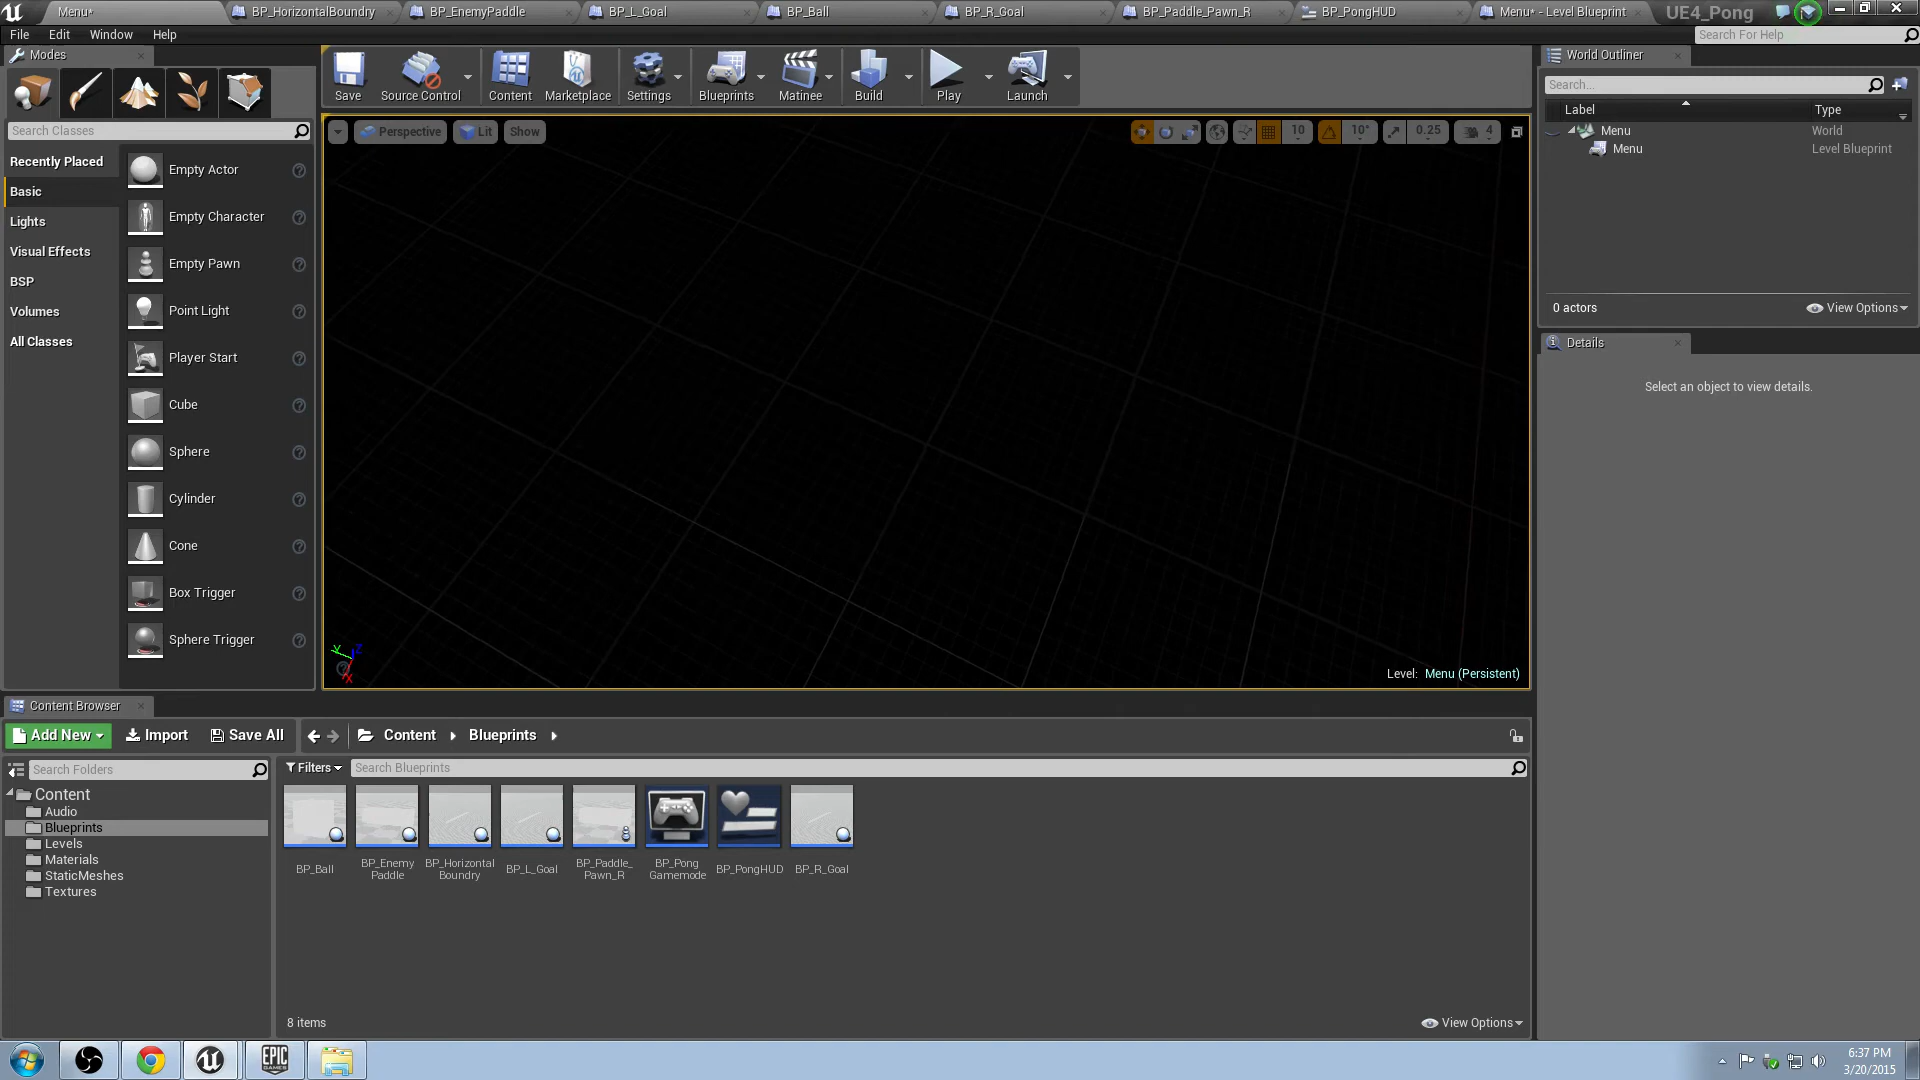 Menu*
BP_HorizontalBoundry
BP_EnemyPaddle
BP_L_Goal
BP_Ball
BP_R_Goal
BP_Paddle_Pawn_R
BP_PongHUD
Menu* - Level Blueprint
UE4_Pong
File
Edit
Window
Help
Search For Help
Modes
Save
Source Control
Content
Marketplace
Settings
Blueprints
Matinee
Build
Play
Launch
World Outliner
Search...
Label
Type
Menu
World
Menu
Level Blueprint
0 actors
View Options
Details
Select an object to view details.
Search Classes
Recently Placed
Basic
Lights
Visual Effects
BSP
Volumes
All Classes
Empty Actor
Empty Character
Empty Pawn
Point Light
Player Start
Cube
Sphere
Cylinder
Cone
Box Trigger
Sphere Trigger
Perspective
Lit
Show
10
10°
0.25
4
Y
Z
X
Level: Menu (Persistent)
Content Browser
Add New
Import
Save All
Content
Blueprints
Search Folders
Filters
Search Blueprints
Content
Audio
Blueprints
Levels
Materials
StaticMeshes
Textures
BP_Ball
BP_Enemy
Paddle
BP_Horizontal
Boundry
BP_L_Goal
BP_Paddle_
Pawn_R
BP_Pong
Gamemode
BP_PongHUD
BP_R_Goal
8 items
View Options
EPIC
GAMES
6:37 PM
3/20/2015